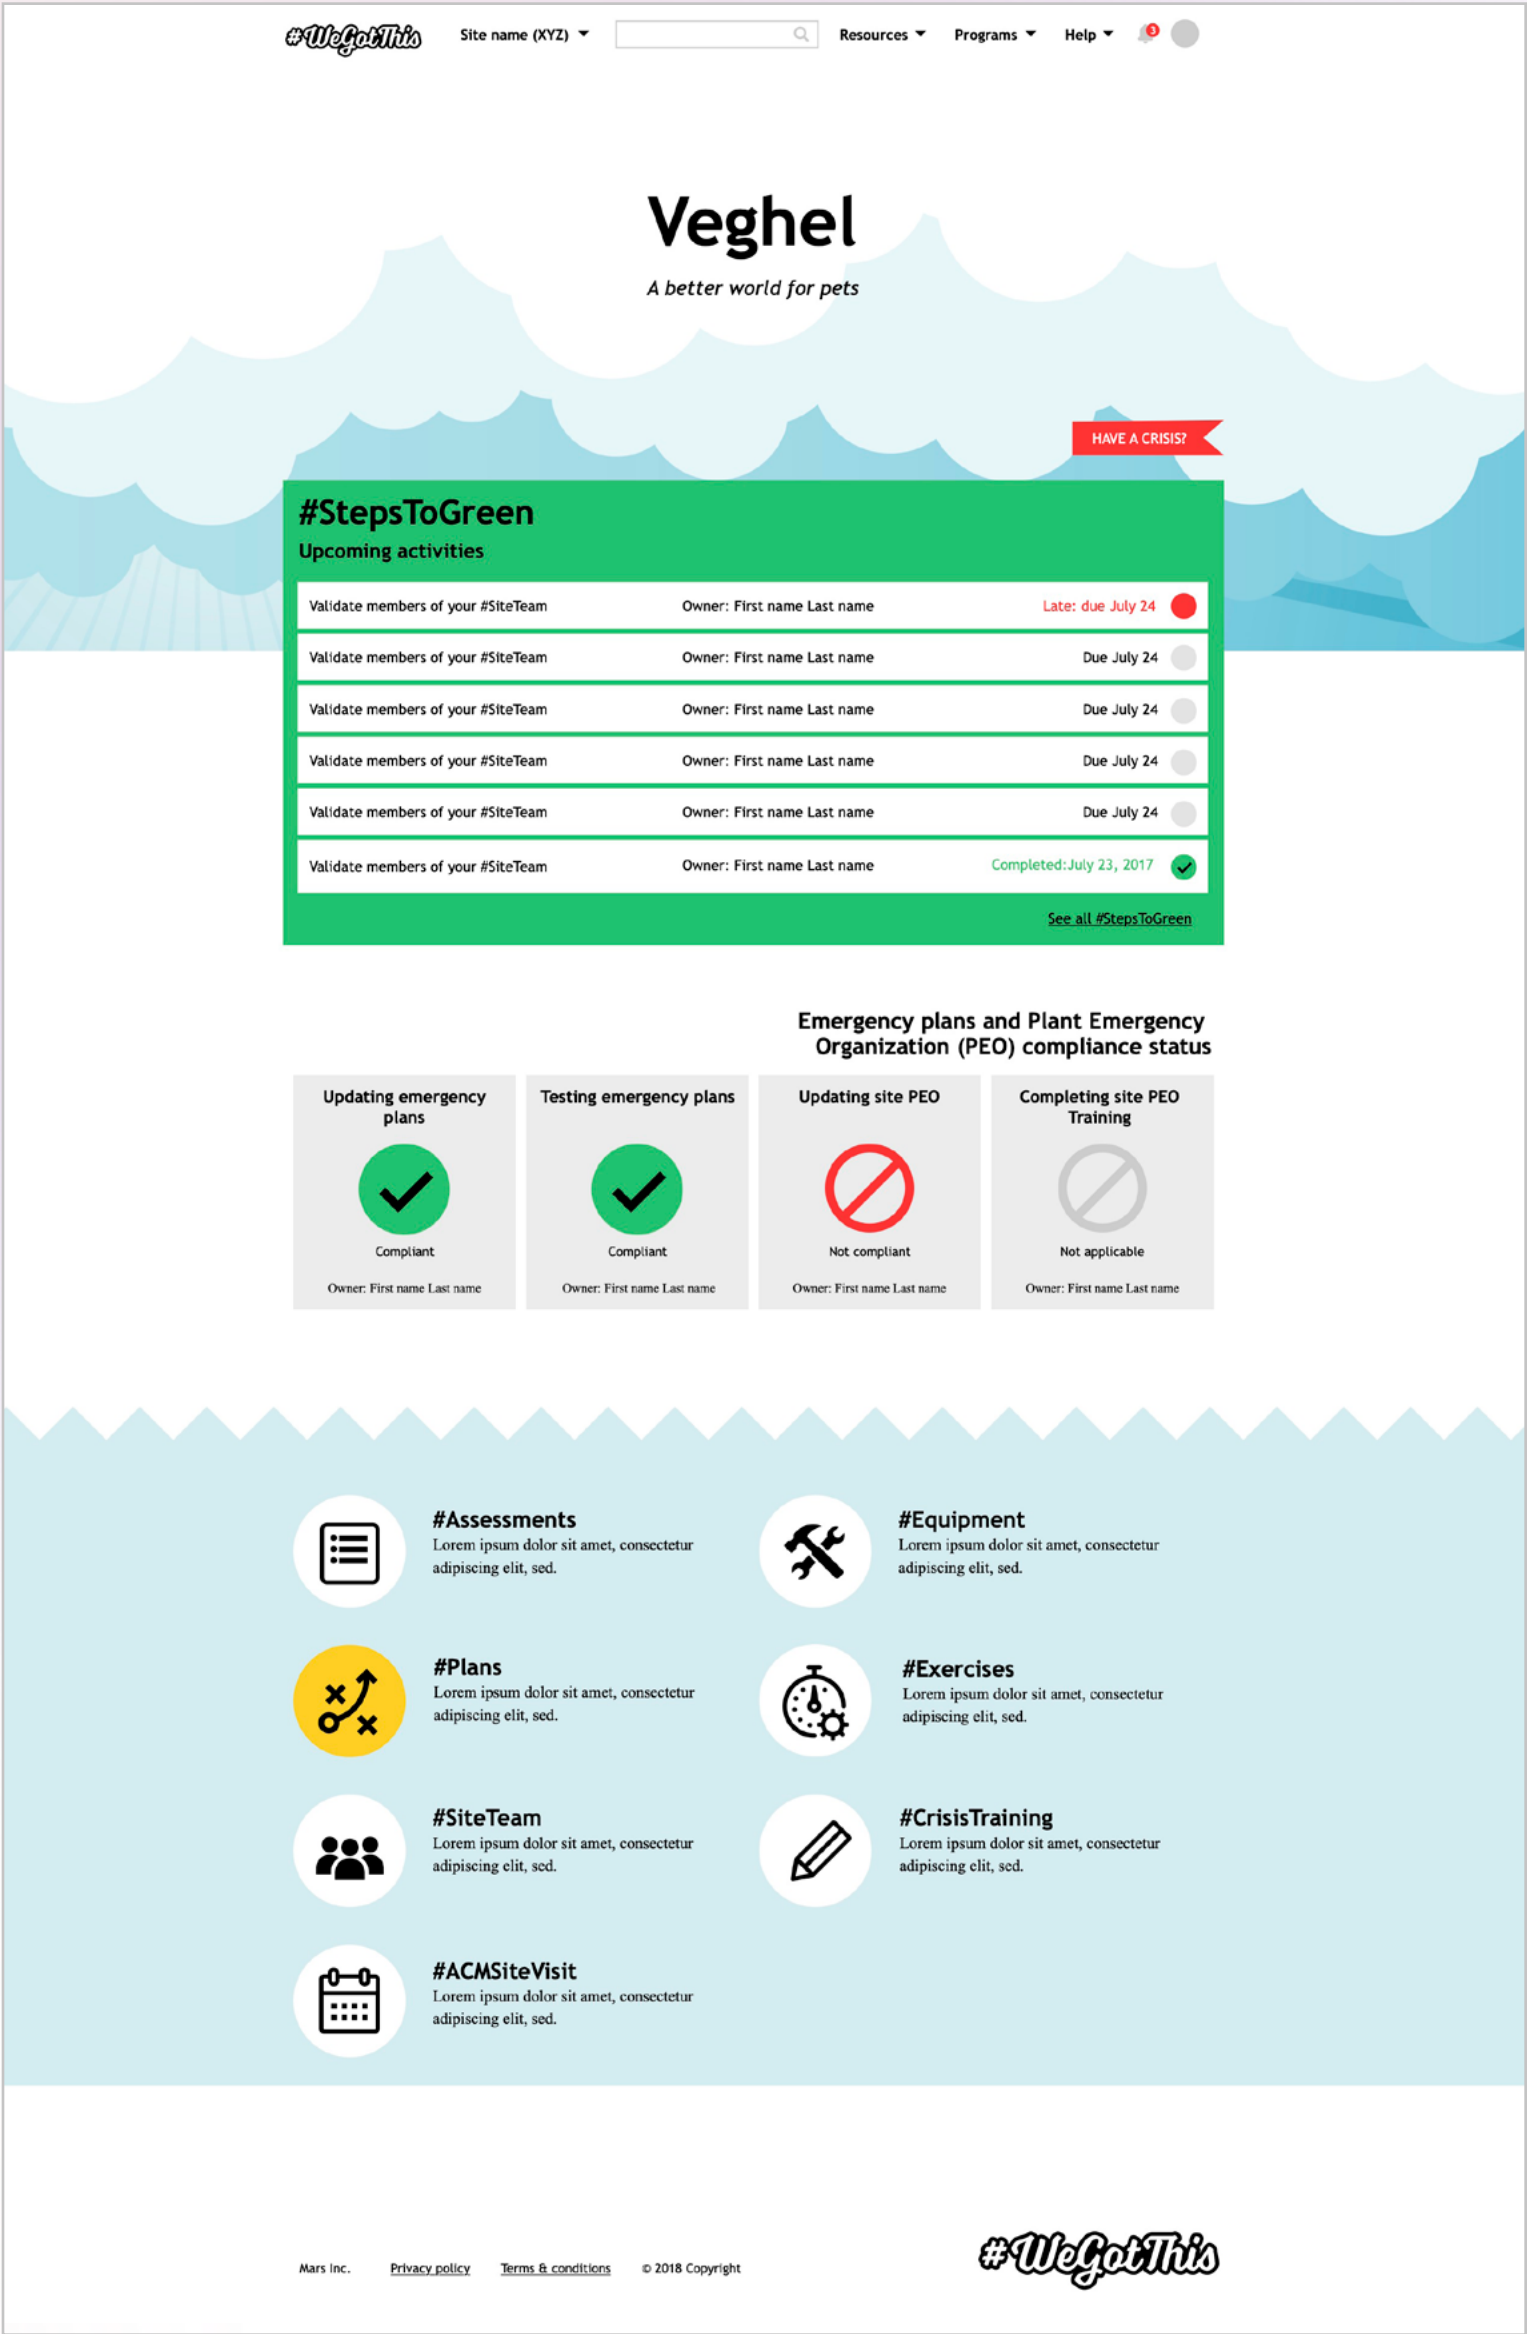 #WeGotThis
Site name (XYZ)
Resources
Programs
Help
3
Veghel
A better world for pets
HAVE A CRISIS?
#StepsToGreen
Upcoming activities
Validate members of your #SiteTeam Owner: First name Last name Late: due July 24
Validate members of your #SiteTeam Owner: First name Last name Due July 24
Validate members of your #SiteTeam Owner: First name Last name Due July 24
Validate members of your #SiteTeam Owner: First name Last name Due July 24
Validate members of your #SiteTeam Owner: First name Last name Due July 24
Validate members of your #SiteTeam Owner: First name Last name Completed:July 23, 2017
See all #StepsToGreen
Emergency plans and Plant Emergency
Organization (PEO) compliance status
Updating emergency
plans
Compliant
Owner: First name Last name
Testing emergency plans
Compliant
Owner: First name Last name
Updating site PEO
Not compliant
Owner: First name Last name
Completing site PEO
Training
Not applicable
Owner: First name Last name
#Assessments
Lorem ipsum dolor sit amet, consectetur
adipiscing elit, sed.
#Equipment
Lorem ipsum dolor sit amet, consectetur
adipiscing elit, sed.
#Plans
Lorem ipsum dolor sit amet, consectetur
adipiscing elit, sed.
#Exercises
Lorem ipsum dolor sit amet, consectetur
adipiscing elit, sed.
#SiteTeam
Lorem ipsum dolor sit amet, consectetur
adipiscing elit, sed.
#CrisisTraining
Lorem ipsum dolor sit amet, consectetur
adipiscing elit, sed.
#ACMSiteVisit
Lorem ipsum dolor sit amet, consectetur
adipiscing elit, sed.
#WeGotThis
Mars Inc. Privacy policy Terms & conditions © 2018 Copyright